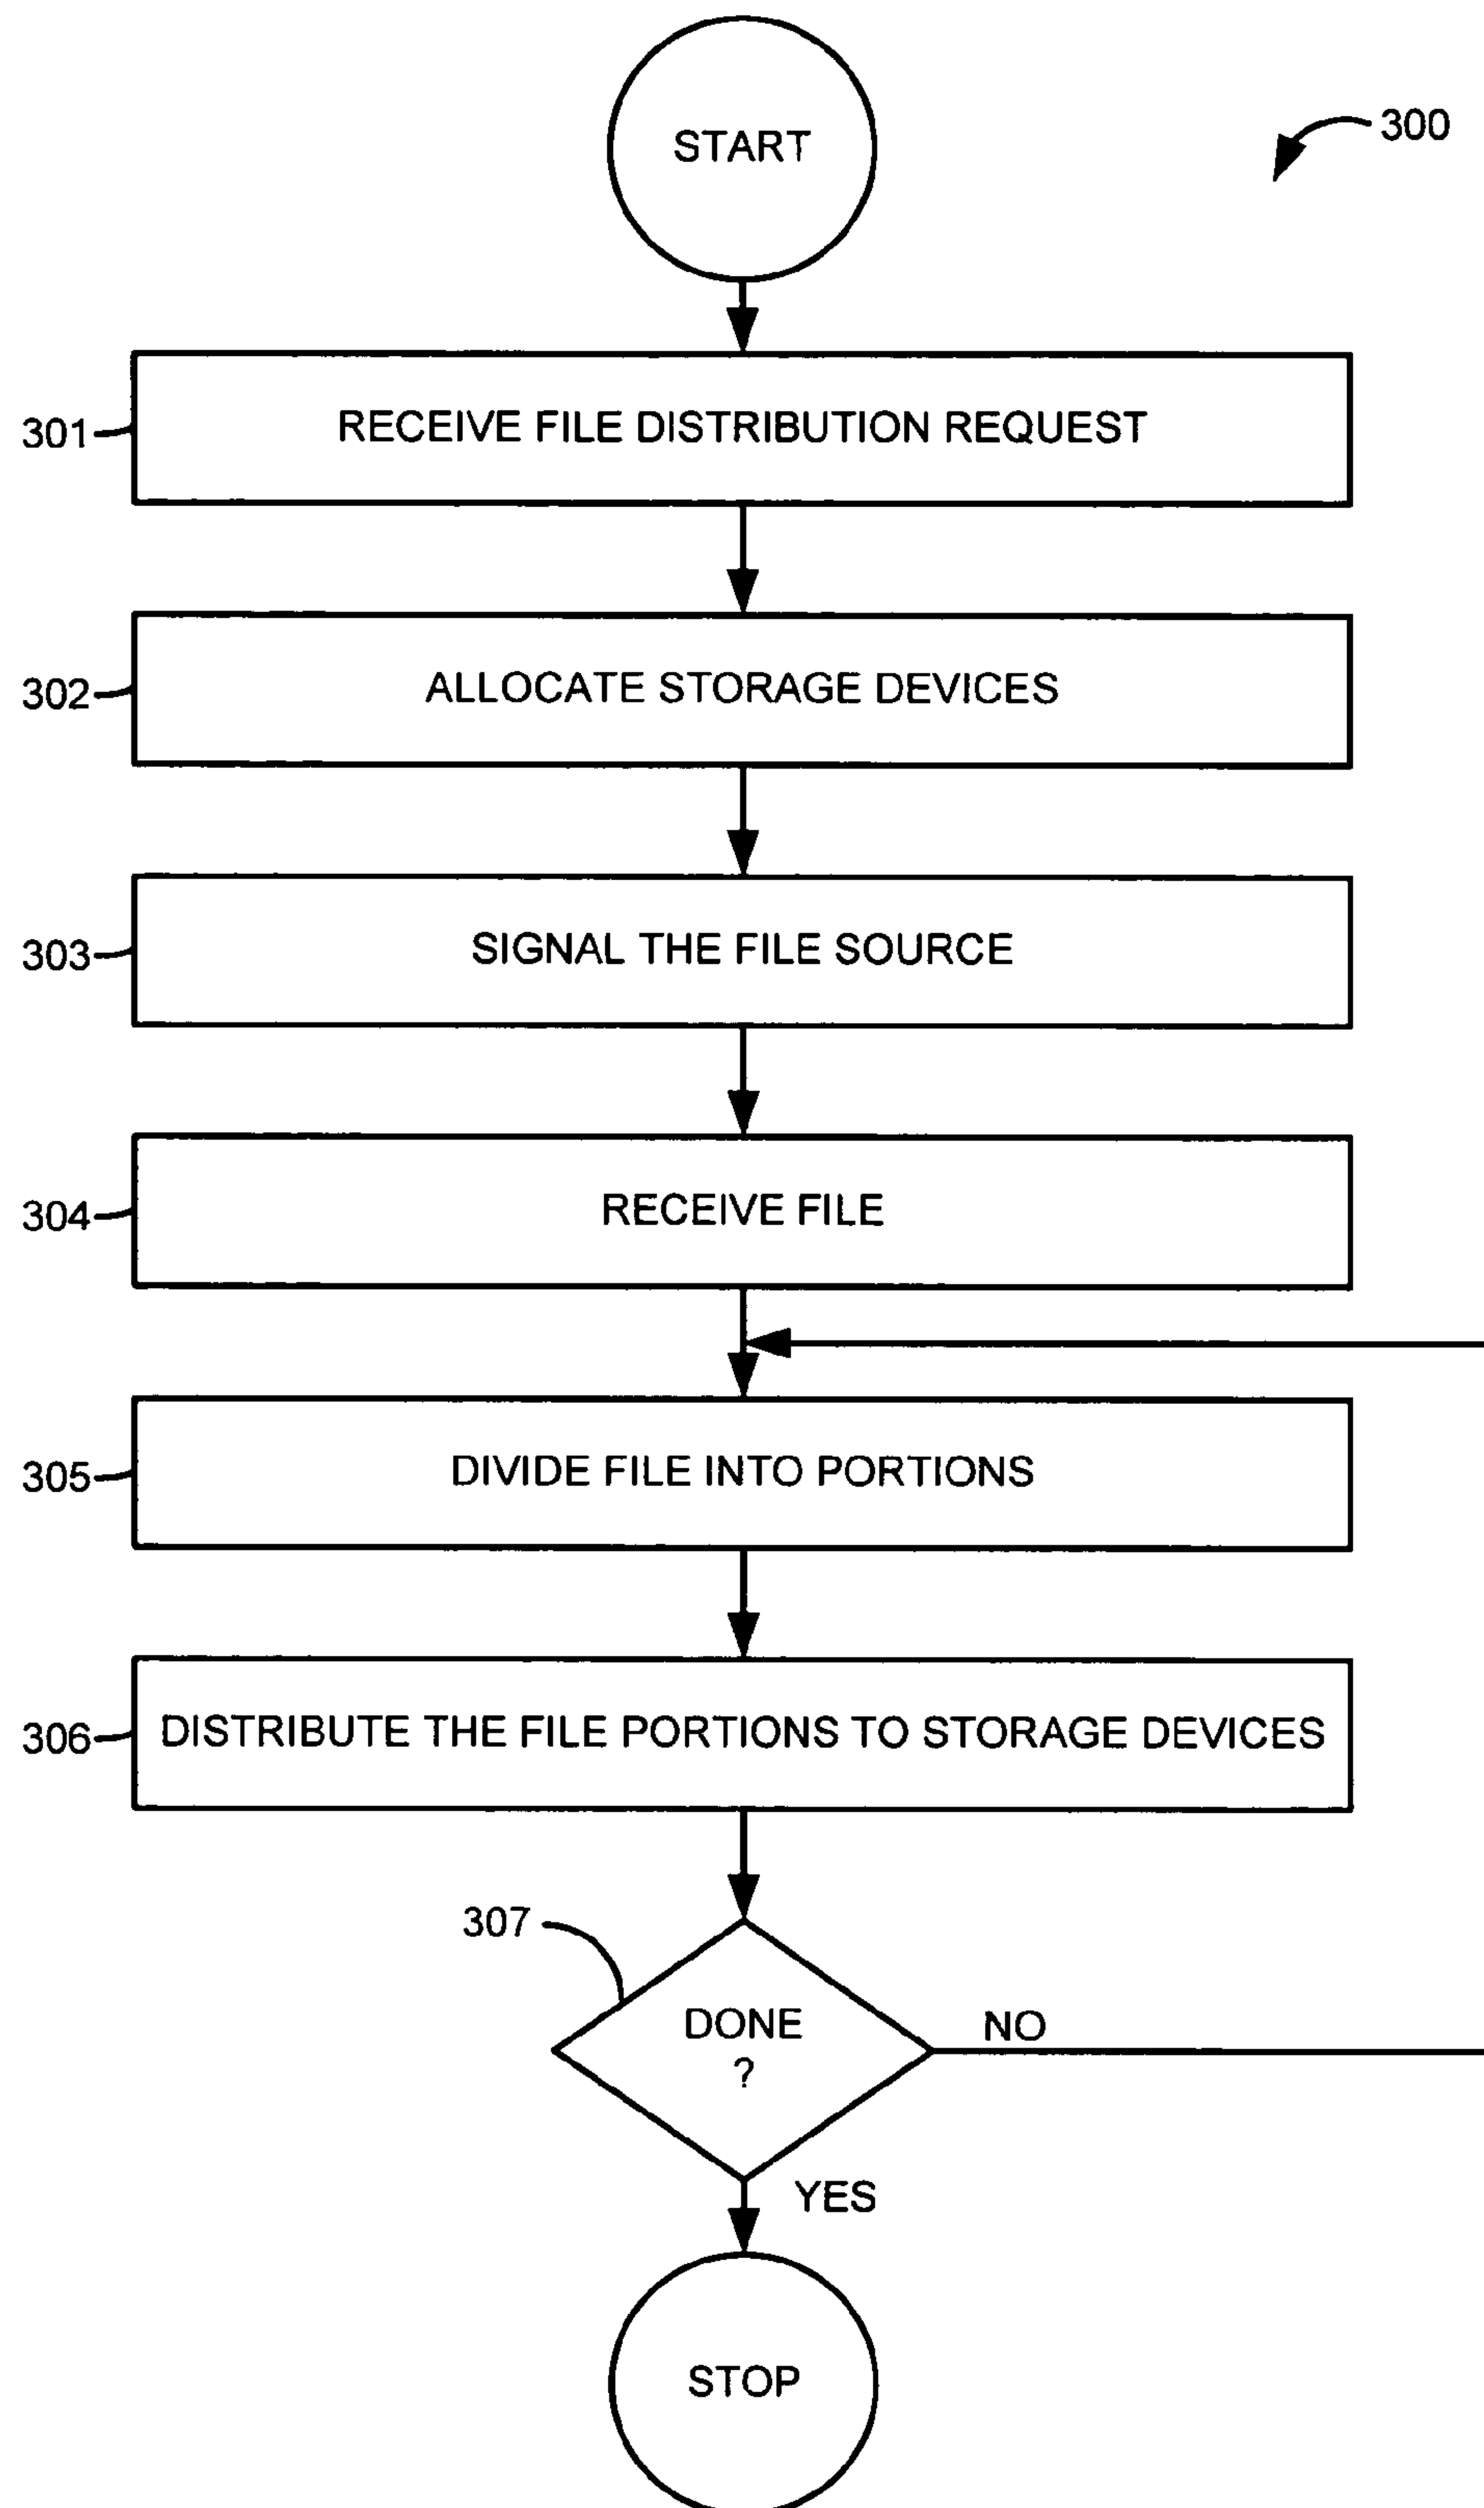 START
300
301
RECEIVE FILE DISTRIBUTION REQUEST
302
ALLOCATE STORAGE DEVICES
303
SIGNAL THE FILE SOURCE
304
RECEIVE FILE
305
DIVIDE FILE INTO PORTIONS
306
DISTRIBUTE THE FILE PORTIONS TO STORAGE DEVICES
307
DONE
?
NO
YES
STOP